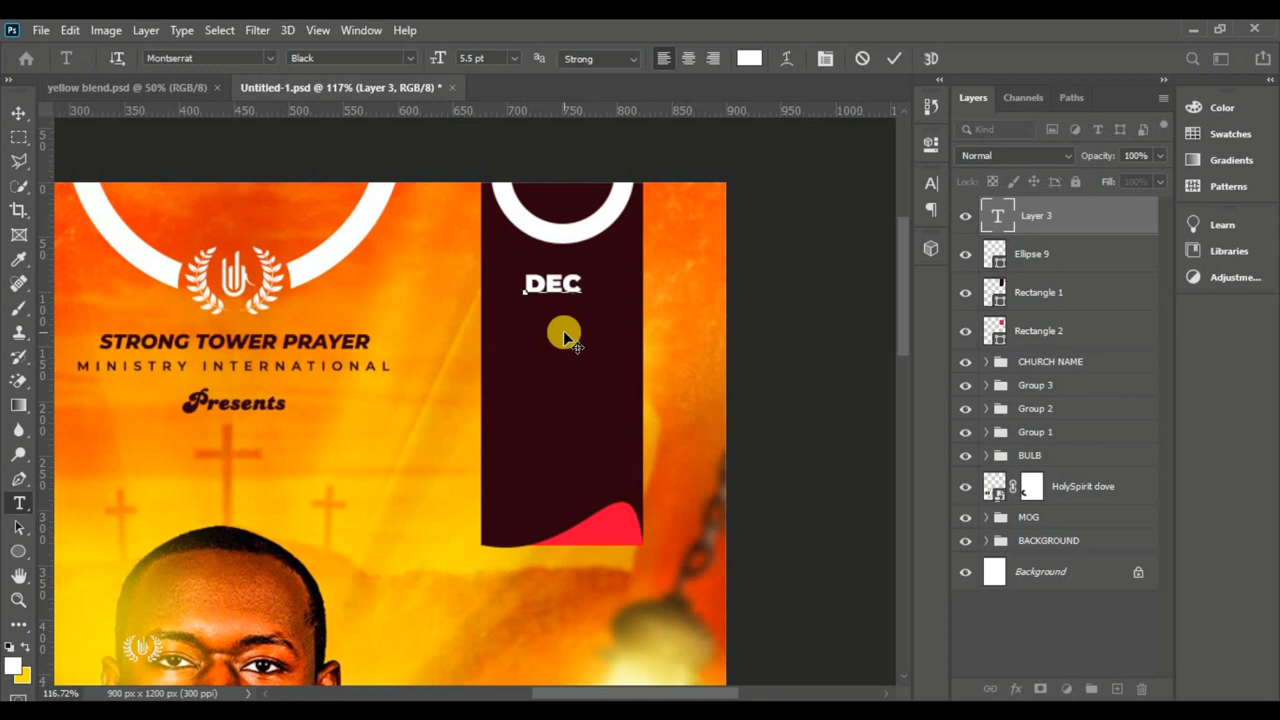 Ps File Edit Image Layer Type Select Filter 3D View Window Help
T Montserrat Black 5.5 pt aa Strong 3D
yellow blend.psd @ 50% (RGB/8) × Untitled-1.psd @ 117% (Layer 3, RGB/8) * ×
300 350 400 450 500 550 600 650 700 750 800 850 900 950 1000
DEC
STRONG TOWER PRAYER
MINISTRY INTERNATIONAL
Presents
116.72% 900 px x 1200 px (300 ppi)
Layers Channels Paths
Kind
Normal Opacity: 100%
Lock: Fill: 100%
Layer 3
Ellipse 9
Rectangle 1
Rectangle 2
CHURCH NAME
Group 3
Group 2
Group 1
BULB
HolySpirit dove
MOG
BACKGROUND
Background
Color
Swatches
Gradients
Patterns
Learn
Libraries
Adjustme...